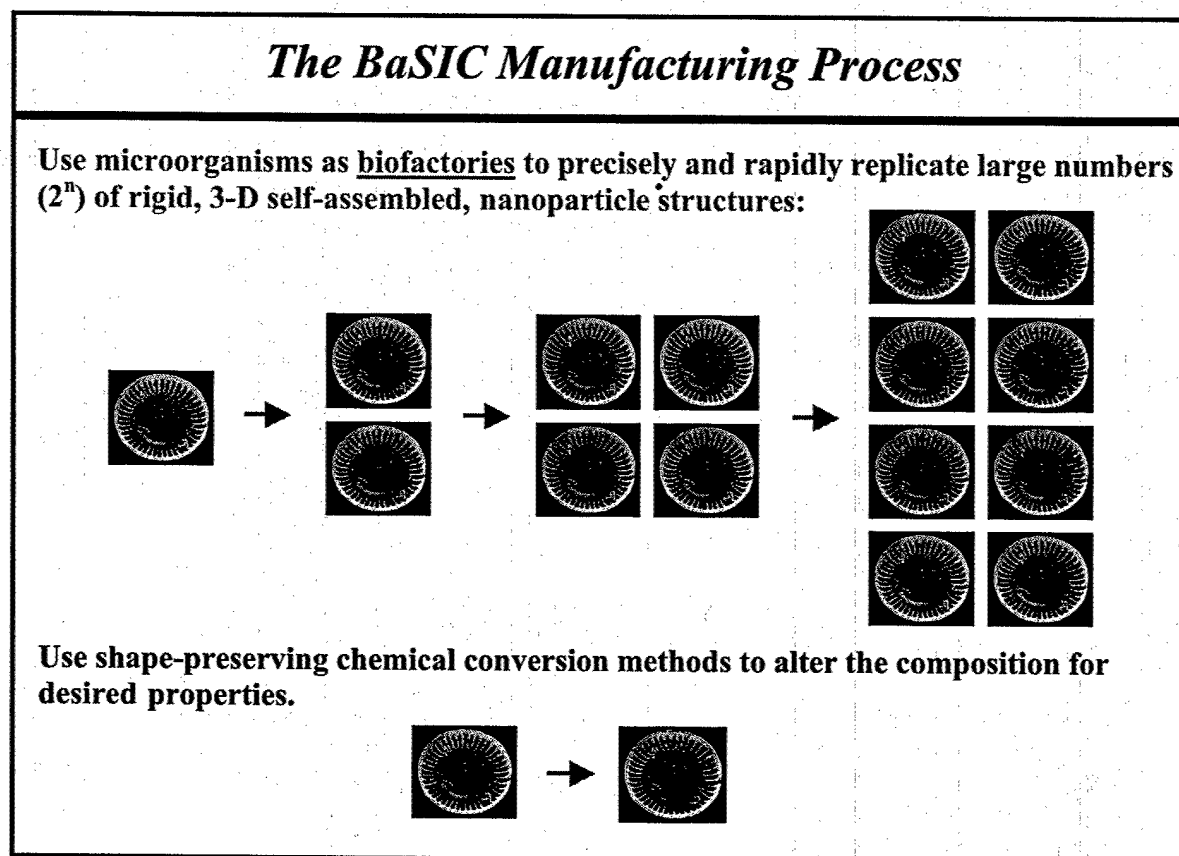 The BaSIC Manufacturing Process
Use microorganisms as biofactories to precisely and rapidly replicate large numbers
(2ⁿ) of rigid, 3-D self-assembled, nanoparticle structures:
Use shape-preserving chemical conversion methods to alter the composition for
desired properties.